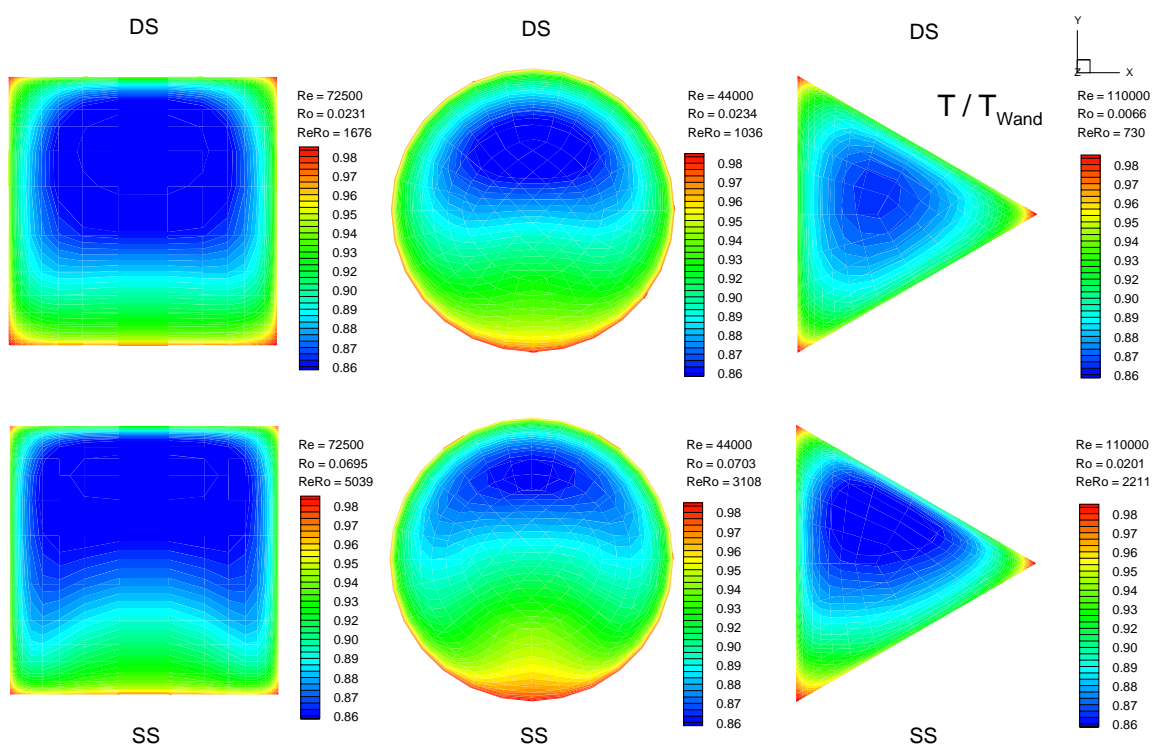 DS
DS
DS
Y
Z
X
T / T_Wand
Re = 72500
Ro = 0.0231
ReRo = 1676
0.98
0.97
0.96
0.95
0.94
0.93
0.92
0.90
0.89
0.88
0.87
0.86
Re = 44000
Ro = 0.0234
ReRo = 1036
0.98
0.97
0.96
0.95
0.94
0.93
0.92
0.90
0.89
0.88
0.87
0.86
Re = 110000
Ro = 0.0066
ReRo = 730
0.98
0.97
0.96
0.95
0.94
0.93
0.92
0.90
0.89
0.88
0.87
0.86
Re = 72500
Ro = 0.0695
ReRo = 5039
0.98
0.97
0.96
0.95
0.94
0.93
0.92
0.90
0.89
0.88
0.87
0.86
Re = 44000
Ro = 0.0703
ReRo = 3108
0.98
0.97
0.96
0.95
0.94
0.93
0.92
0.90
0.89
0.88
0.87
0.86
Re = 110000
Ro = 0.0201
ReRo = 2211
0.98
0.97
0.96
0.95
0.94
0.93
0.92
0.90
0.89
0.88
0.87
0.86
SS
SS
SS